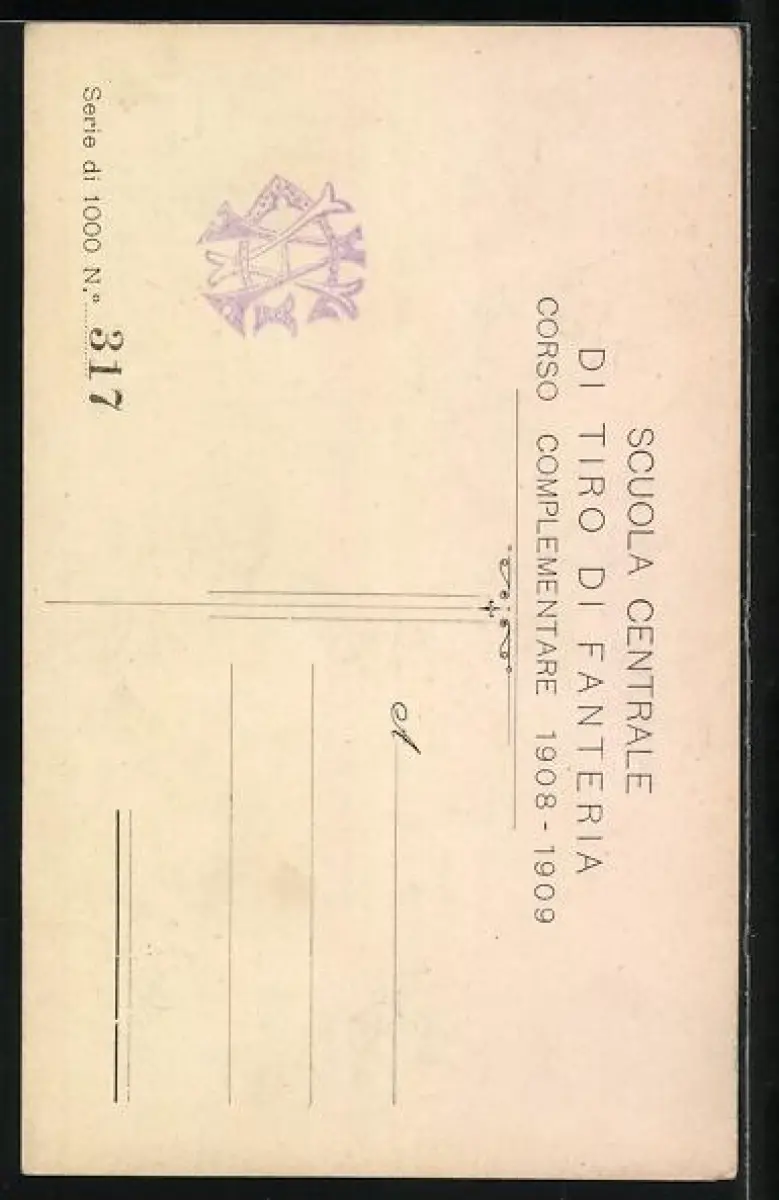 SCUOLA CENTRALE
DI TIRO DI FANTERIA
CORSO COMPLEMENTARE 1908-1909
A
Serie di 1000 N.º 317